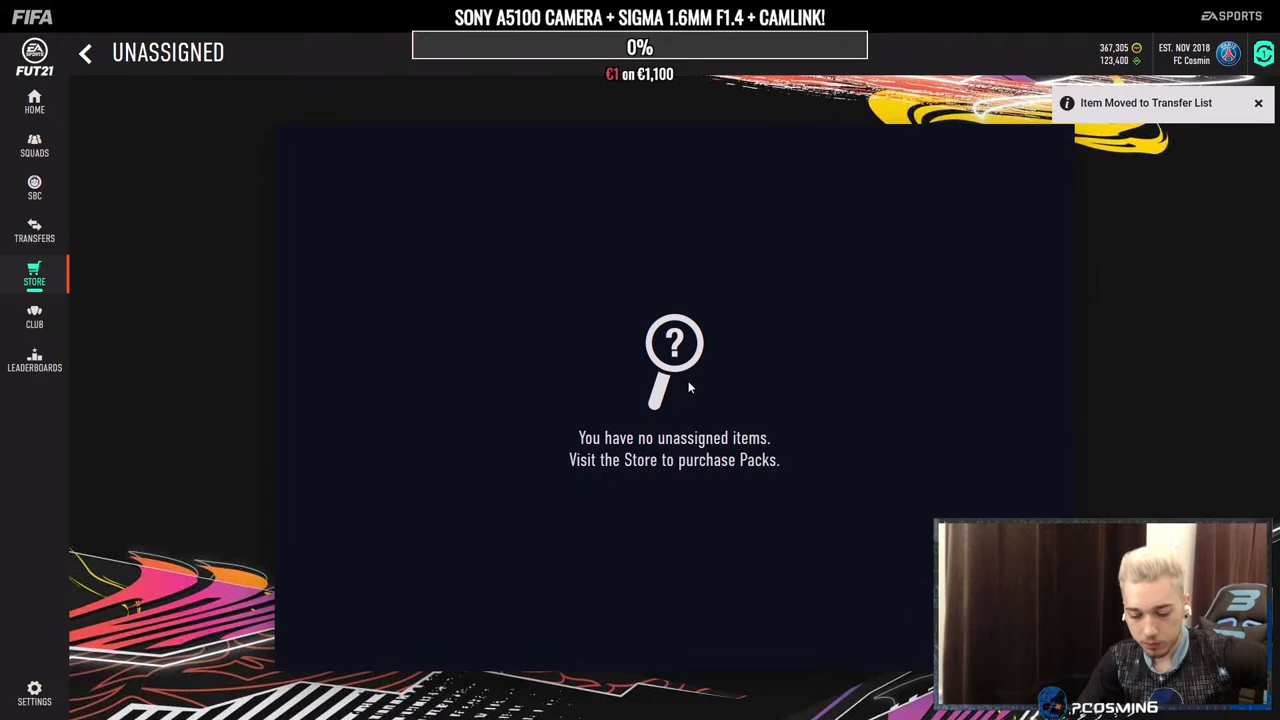 FIFA
SONY A5100 CAMERA + SIGMA 1.6MM F1.4 + CAMLINK!
EA SPORTS
0%
€1 on €1,100
EA SPORTS
FUT21
UNASSIGNED
367,305
123,400
EST. NOV 2018
FC Cosmin
Item Moved to Transfer List
HOME
SQUADS
SBC
TRANSFERS
STORE
CLUB
LEADERBOARDS
SETTINGS
?
You have no unassigned items.
Visit the Store to purchase Packs.
PCOSMIN6